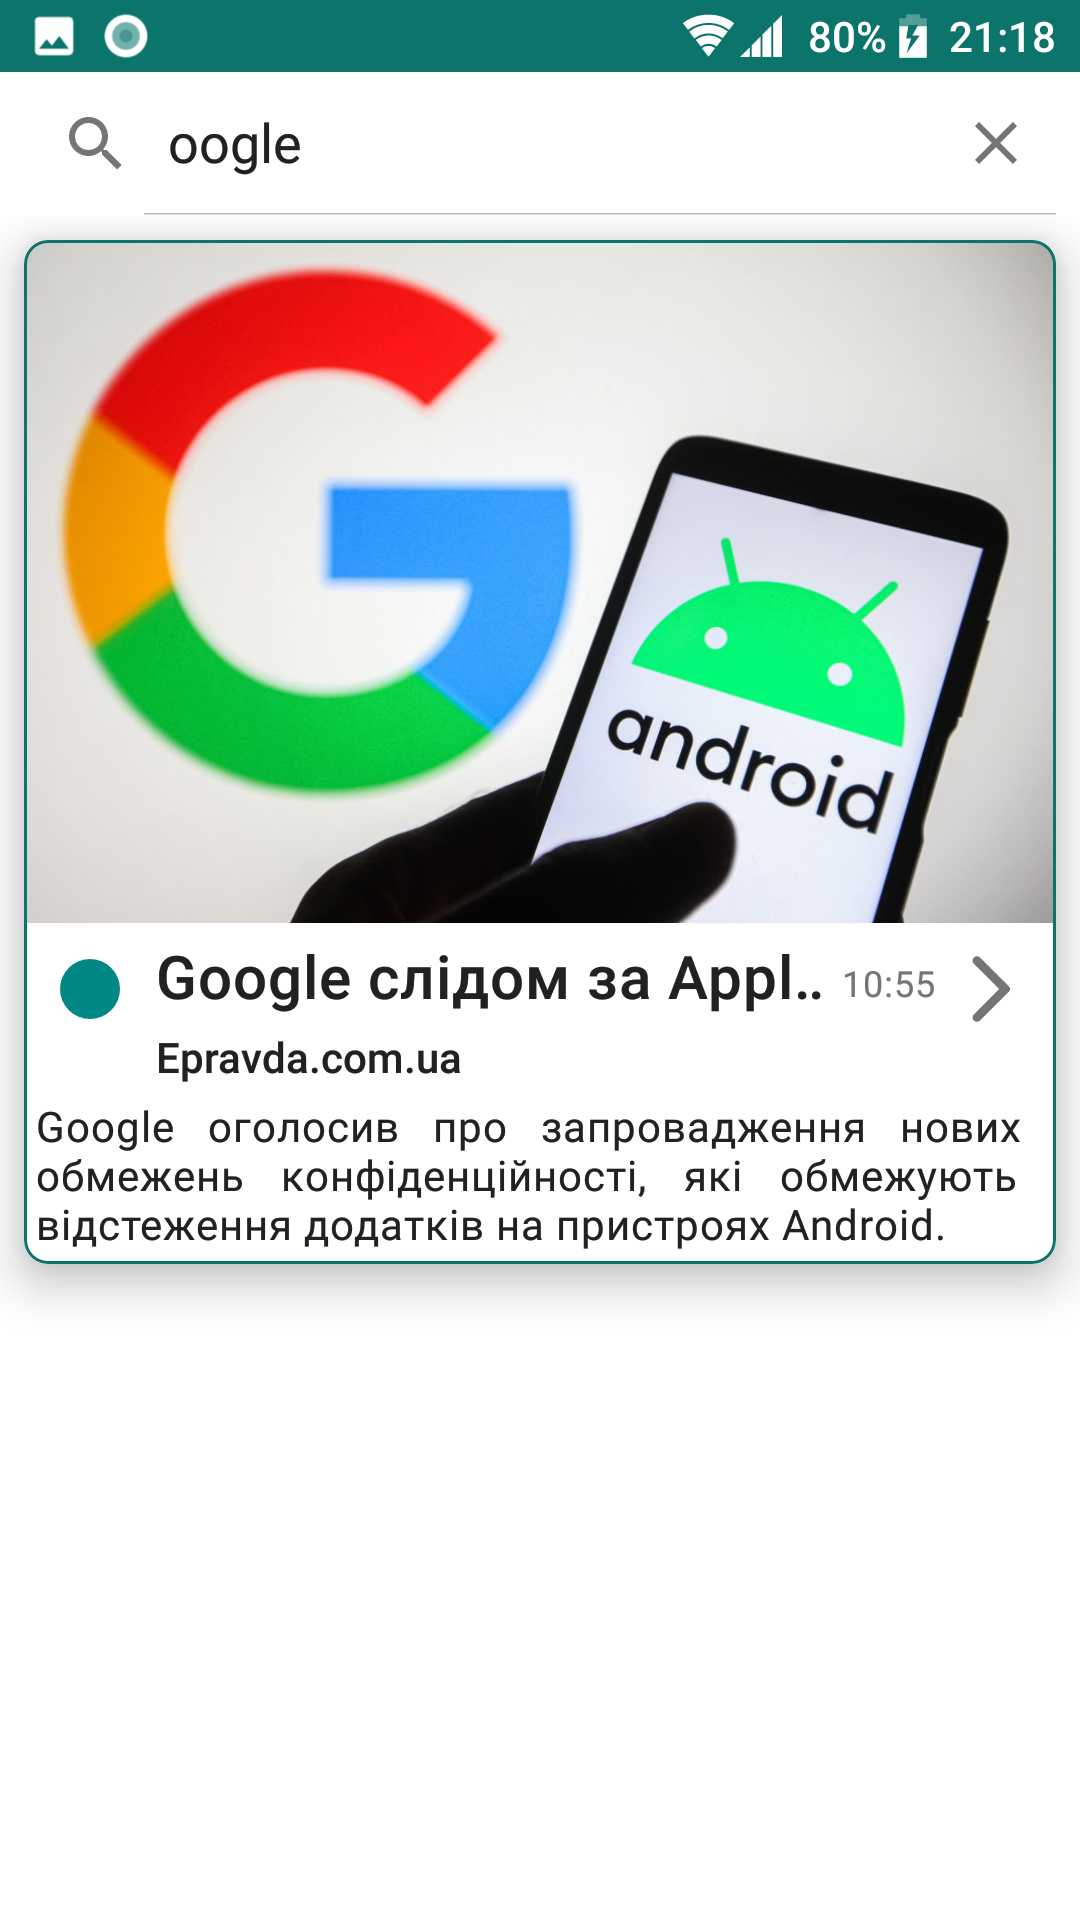 80% 21:18
oogle
android
Google слідом за Appl.. 10:55
Epravda.com.ua
Google оголосив про запровадження нових
обмежень конфіденційності, які обмежують
відстеження додатків на пристроях Android.